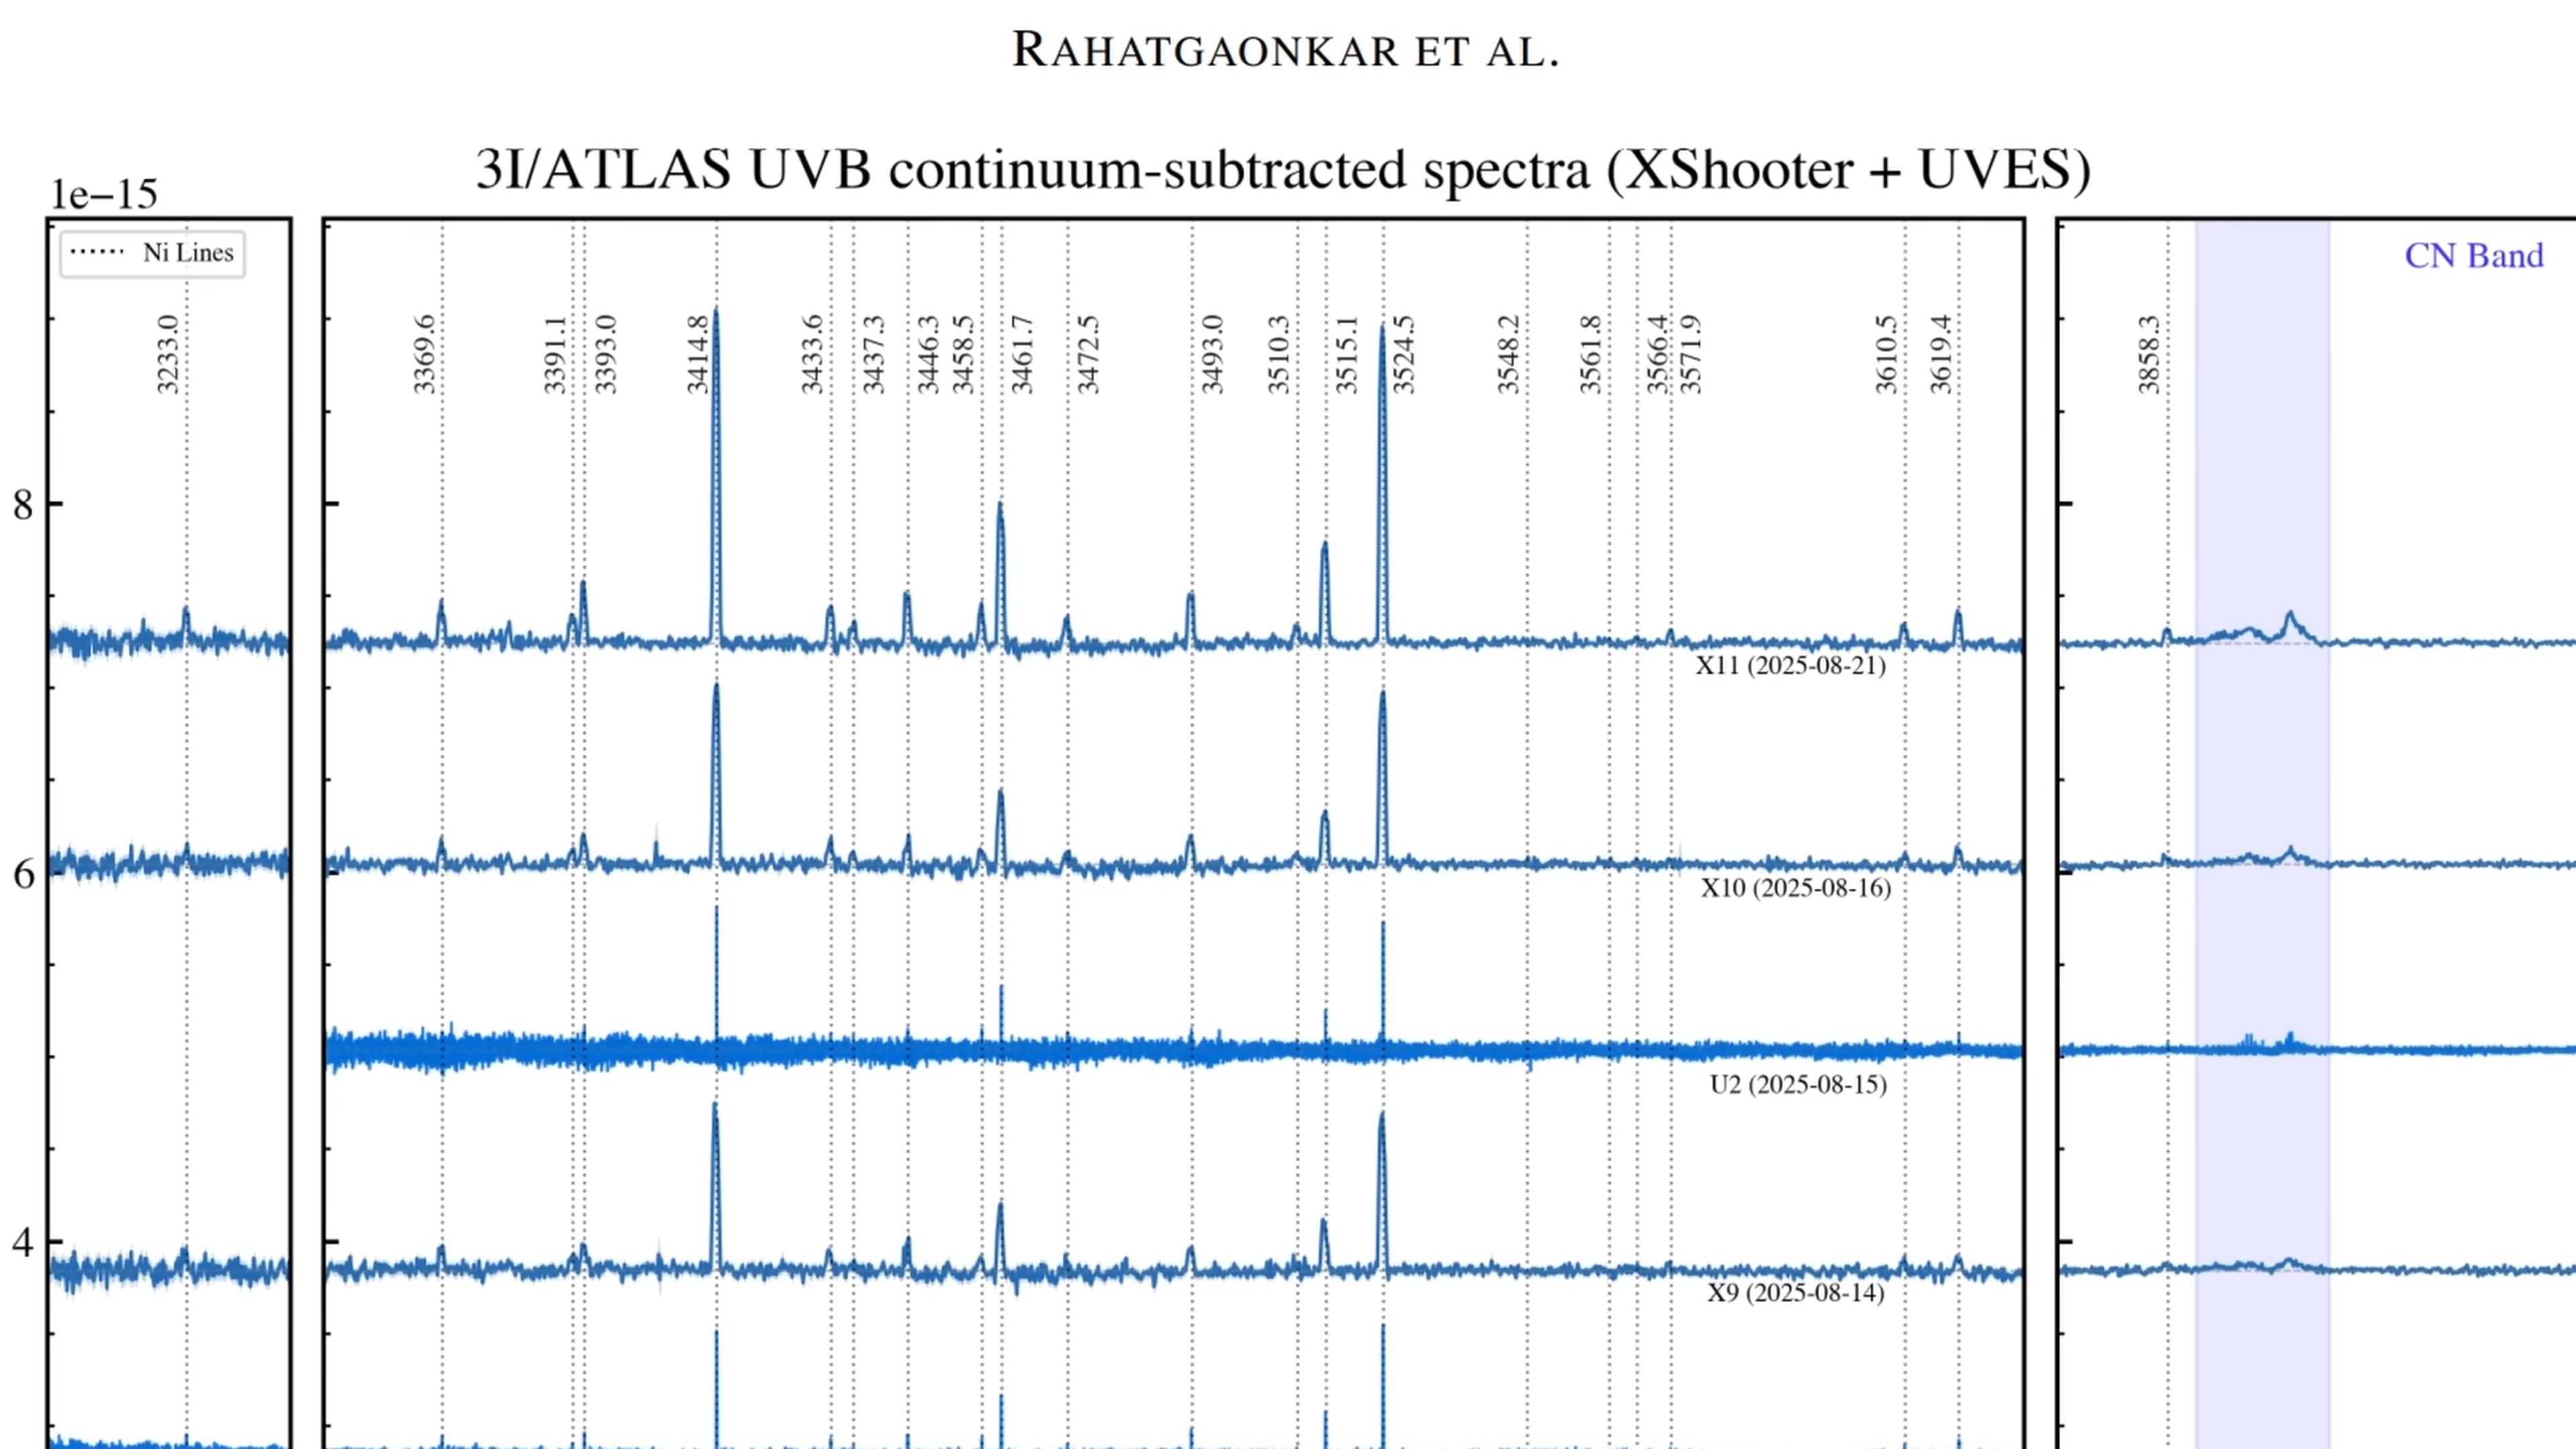 RAHATGAONKAR ET AL.
3I/ATLAS UVB continuum-subtracted spectra (XShooter + UVES)
1e−15
Ni Lines
CN Band
3233.0
3369.6
3391.1
3393.0
3414.8
3433.6
3437.3
3446.3
3458.5
3461.7
3472.5
3493.0
3510.3
3515.1
3524.5
3548.2
3561.8
3566.4
3571.9
3610.5
3619.4
3858.3
8
X11 (2025-08-21)
6
X10 (2025-08-16)
U2 (2025-08-15)
4
X9 (2025-08-14)